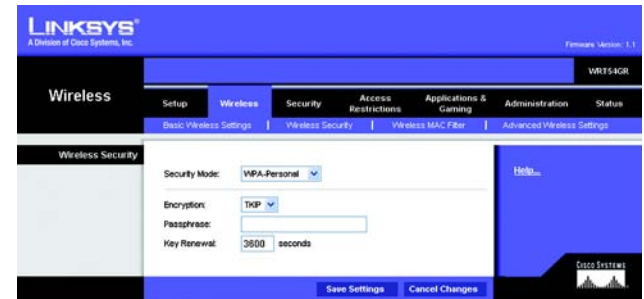 LINKSYS®
A Division of Cisco Systems, Inc.
Firmware Version: 1.1
WRT54GR
Wireless
Setup Wireless Security Access Restrictions Applications & Gaming Administration Status
Basic Wireless Settings | Wireless Security | Wireless MAC Filter | Advanced Wireless Settings
Wireless Security
Help...
Security Mode: WPA-Personal
Encryption: TKIP
Passphrase:
Key Renewal: 3600 seconds
Save Settings Cancel Changes
CISCO SYSTEMS